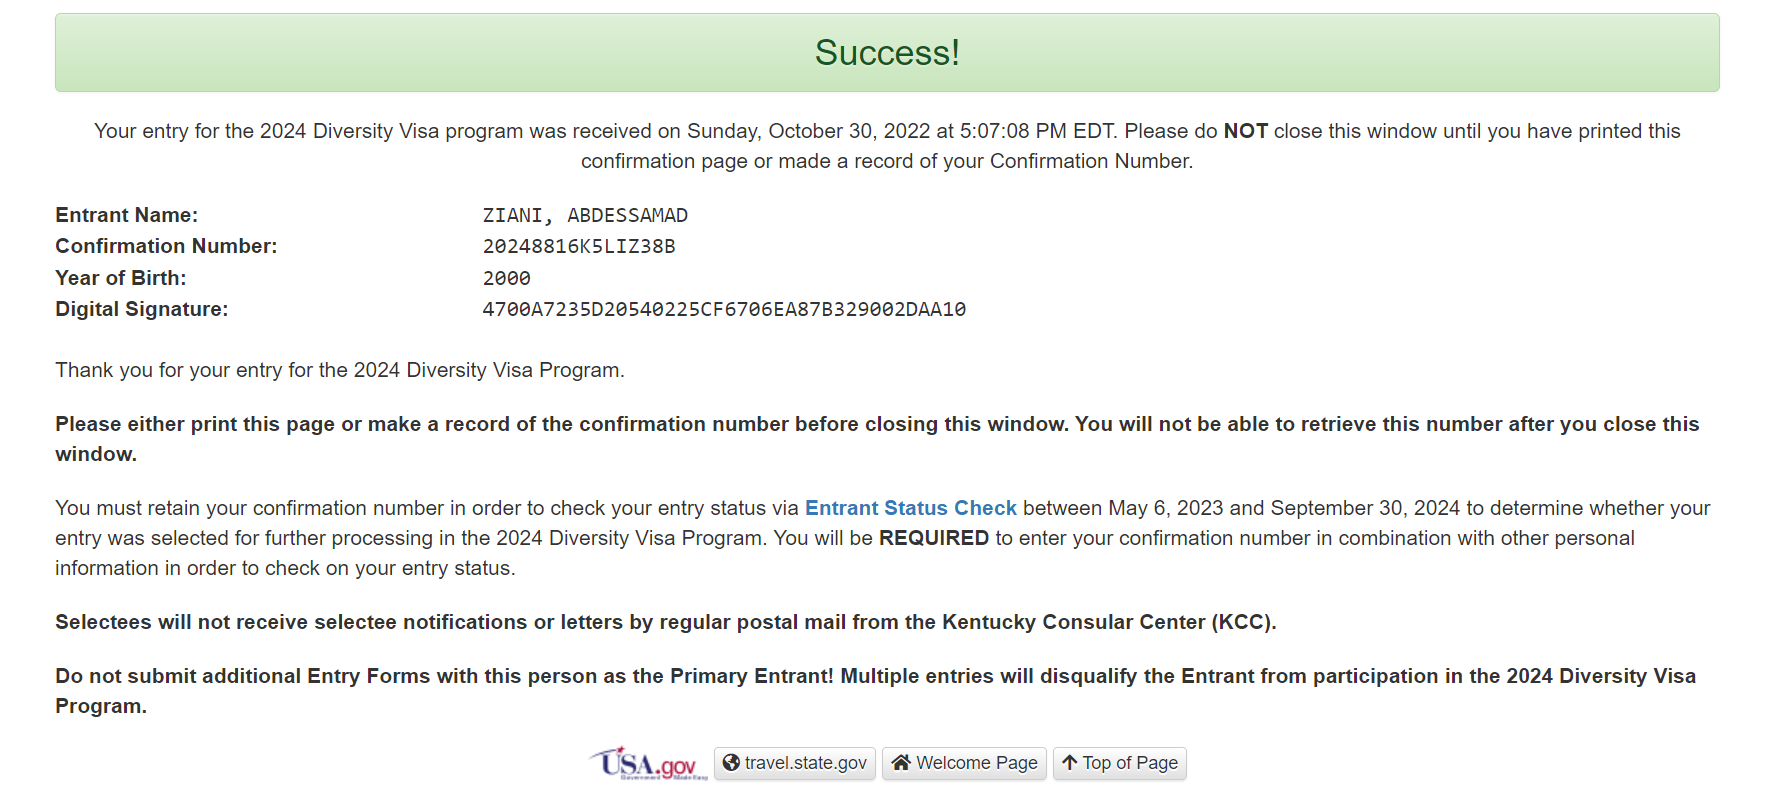 Success!
Your entry for the 2024 Diversity Visa program was received on Sunday, October 30, 2022 at 5:07:08 PM EDT. Please do NOT close this window until you have printed this
confirmation page or made a record of your Confirmation Number.
Entrant Name: ZIANI, ABDESSAMAD
Confirmation Number: 20248816K5LIZ38B
Year of Birth: 2000
Digital Signature: 4700A7235D20540225CF6706EA87B329002DAA10
Thank you for your entry for the 2024 Diversity Visa Program.
Please either print this page or make a record of the confirmation number before closing this window. You will not be able to retrieve this number after you close this
window.
You must retain your confirmation number in order to check your entry status via Entrant Status Check between May 6, 2023 and September 30, 2024 to determine whether your
entry was selected for further processing in the 2024 Diversity Visa Program. You will be REQUIRED to enter your confirmation number in combination with other personal
information in order to check on your entry status.
Selectees will not receive selectee notifications or letters by regular postal mail from the Kentucky Consular Center (KCC).
Do not submit additional Entry Forms with this person as the Primary Entrant! Multiple entries will disqualify the Entrant from participation in the 2024 Diversity Visa
Program.
USA.gov travel.state.gov Welcome Page Top of Page
Government Made Easy